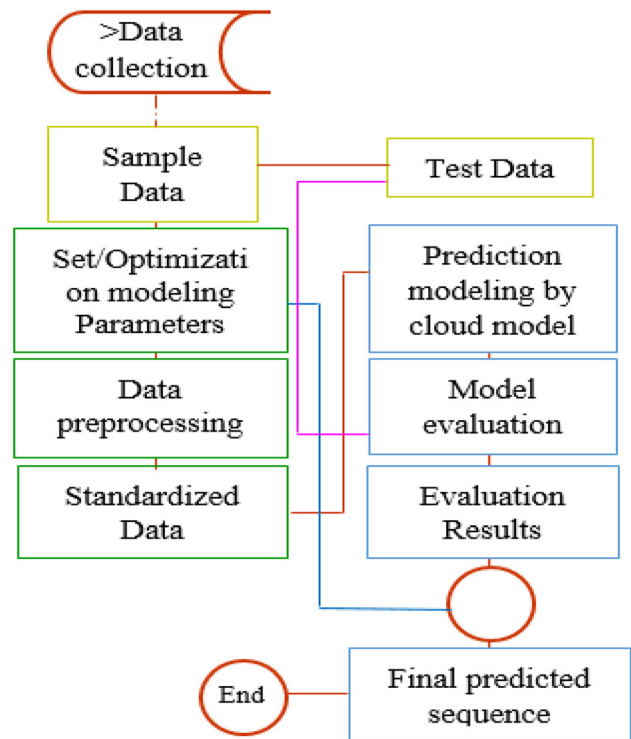 >Data
collection
Sample
Data
Test Data
Set/Optimizati
on modeling
Parameters
Prediction
modeling by
cloud model
Data
preprocessing
Model
evaluation
Standardized
Data
Evaluation
Results
End
Final predicted
sequence